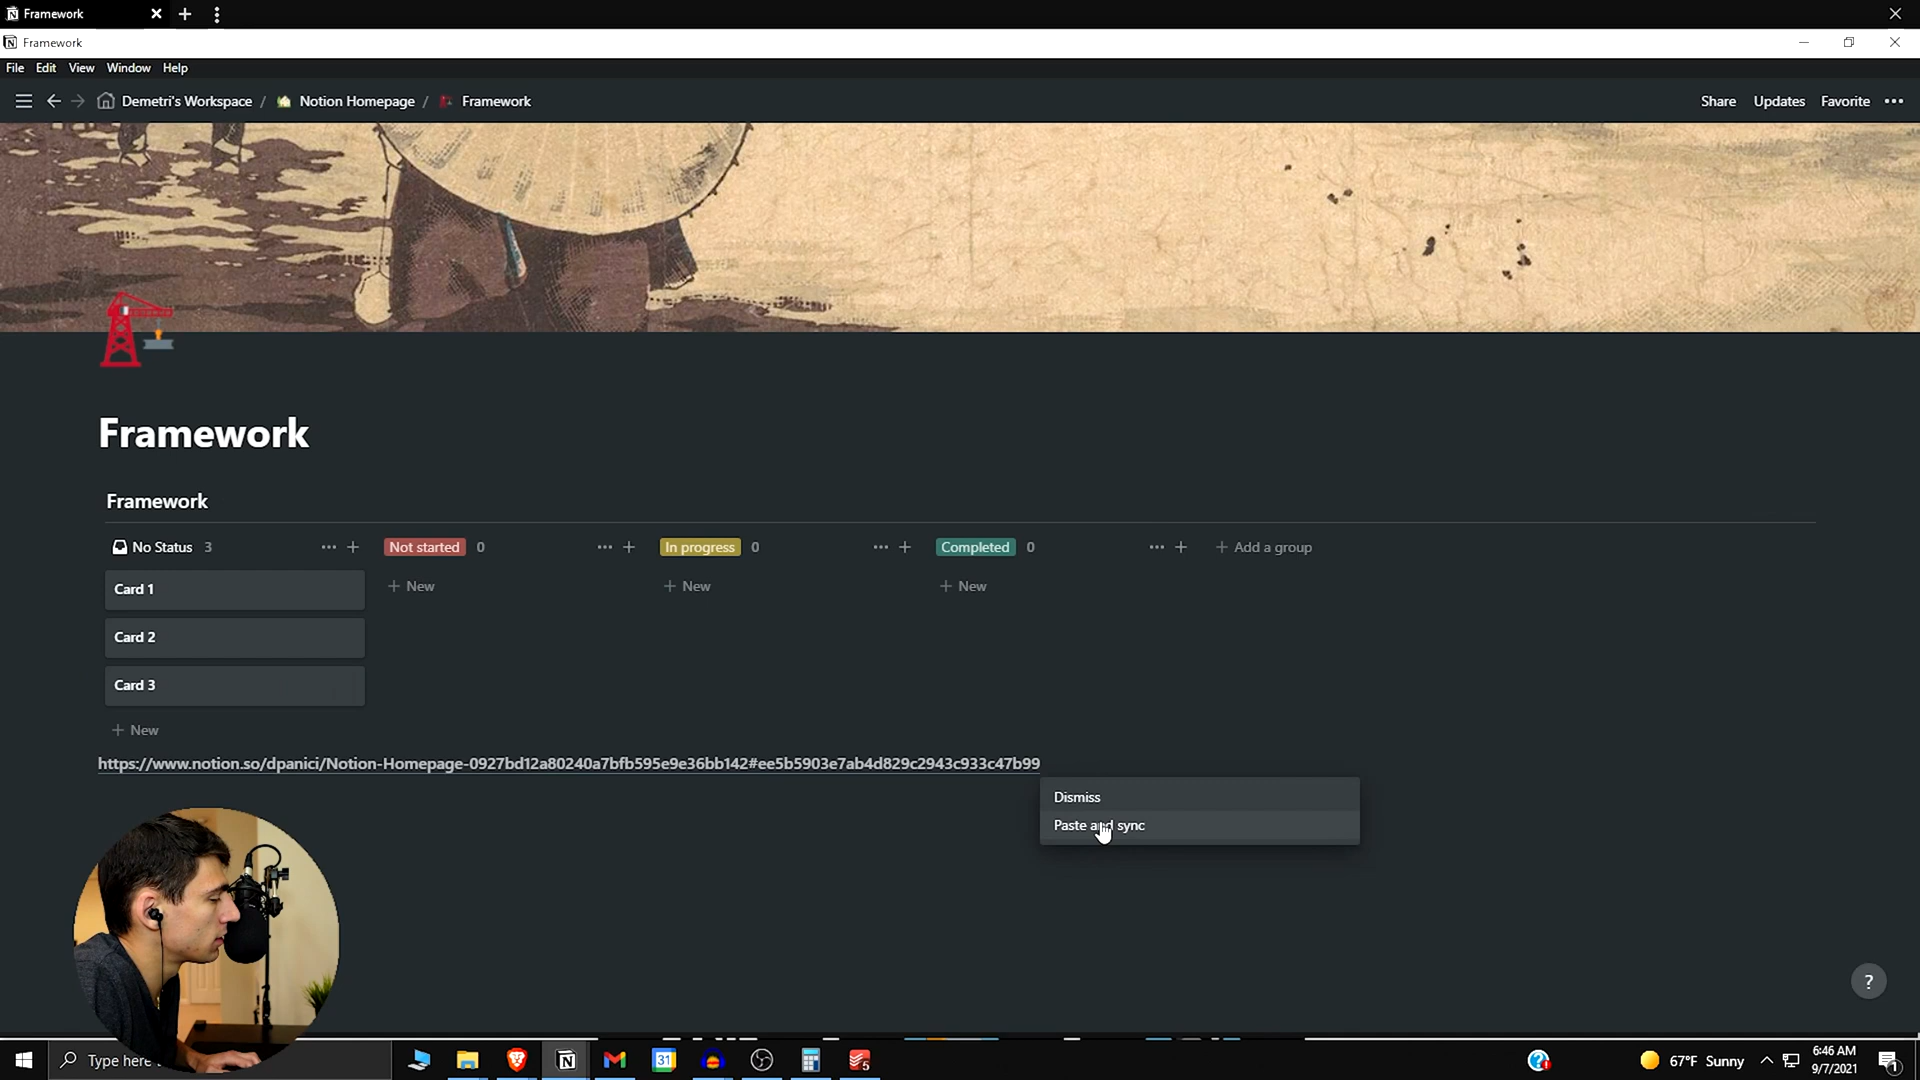 Framework
Framework
File Edit View Window Help
Demetri's Workspace / Notion Homepage / Framework
Share Updates Favorite
Framework
Framework
No Status 3
Not started 0
In progress 0
Completed 0
+ Add a group
Card 1
+ New
+ New
+ New
Card 2
Card 3
+ New
https://www.notion.so/dpanici/Notion-Homepage-0927bd12a80240a7bfb595e9e36bb142#ee5b5903e7ab4d829c2943c933c47b99
Dismiss
Paste and sync
?
Type here
31
5
67°F Sunny
6:46 AM
9/7/2021
1